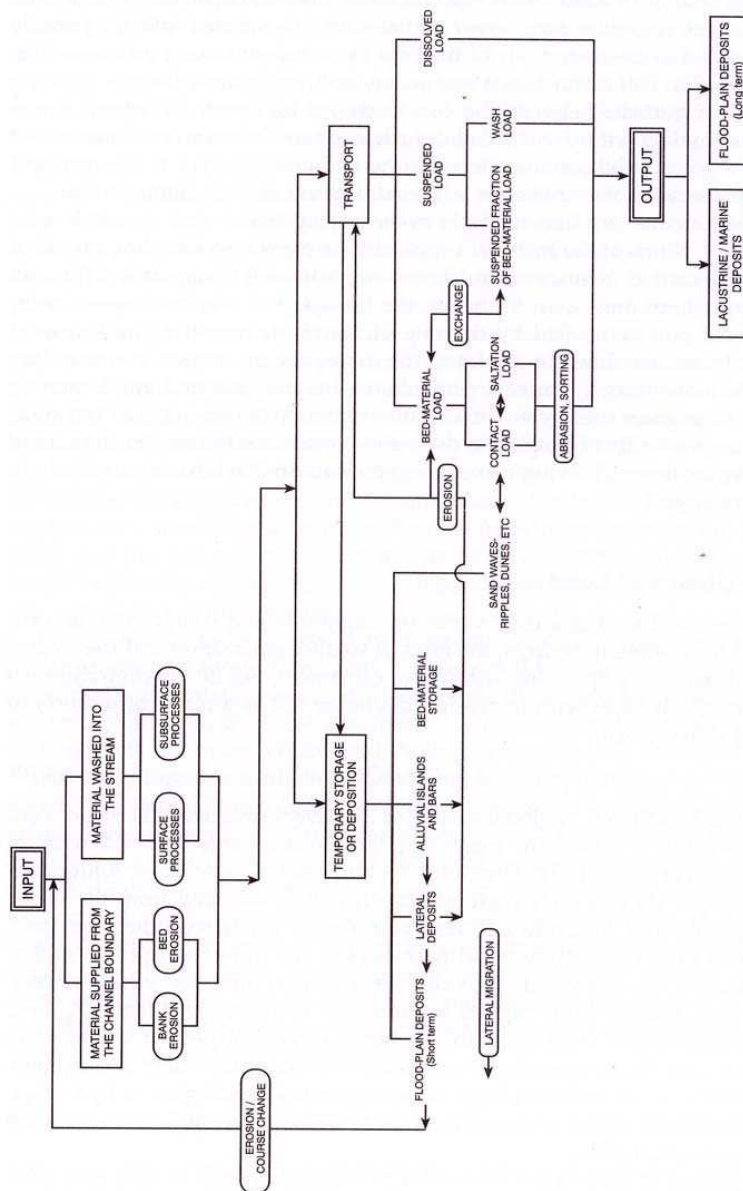 INPUT
MATERIAL SUPPLIED FROM
THE CHANNEL BOUNDARY
MATERIAL WASHED INTO
THE STREAM
BANK
EROSION
BED
EROSION
SURFACE
PROCESSES
SUBSURFACE
PROCESSES
EROSION /
COURSE CHANGE
TEMPORARY STORAGE
OR DEPOSITION
TRANSPORT
FLOOD-PLAIN DEPOSITS
(Short term)
LATERAL
DEPOSITS
ALLUVIAL ISLANDS
AND BARS
BED-MATERIAL
STORAGE
EROSION
BED-MATERIAL
LOAD
EXCHANGE
SUSPENDED
LOAD
DISSOLVED
LOAD
LATERAL MIGRATION
SAND WAVES-
RIPPLES, DUNES, ETC
CONTACT
LOAD
SALTATION
LOAD
SUSPENDED FRACTION
OF BED-MATERIAL LOAD
WASH
LOAD
ABRASION, SORTING
OUTPUT
LACUSTRINE / MARINE
DEPOSITS
FLOOD-PLAIN DEPOSITS
(Long term)